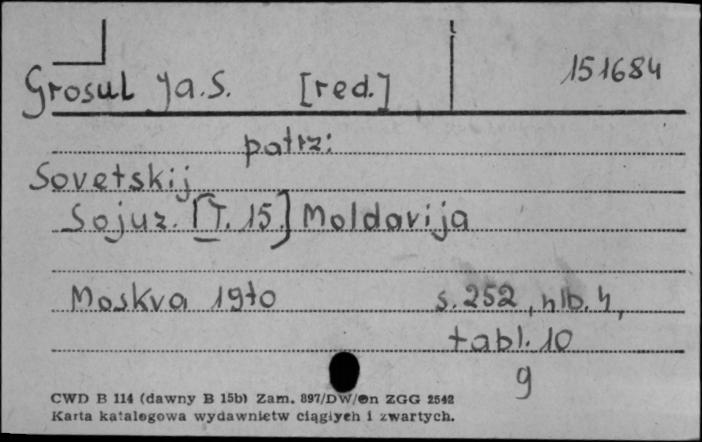 Grosul Ja.S. [red.] 151684
patrz:
Sovetskij
Sojuz. [T. 15.] Moldavija
Moskva 1970 s. 252, nlb. 4,
tabl. 10
9
CWD B 114 (dawny B 15b) Zam. 897/DW/en ZGG 2542
Karta katalogowa wydawnictw ciągłych i zwartych.